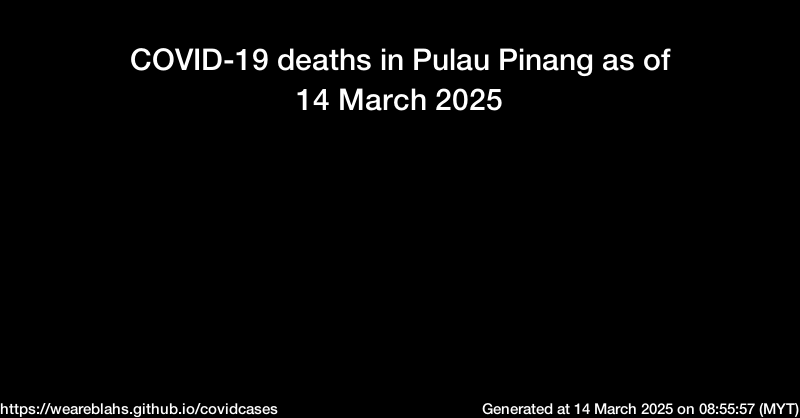 COVID-19 deaths in Pulau Pinang as of
14 March 2025
https://weareblahs.github.io/covidcases
Generated at 14 March 2025 on 08:55:57 (MYT)